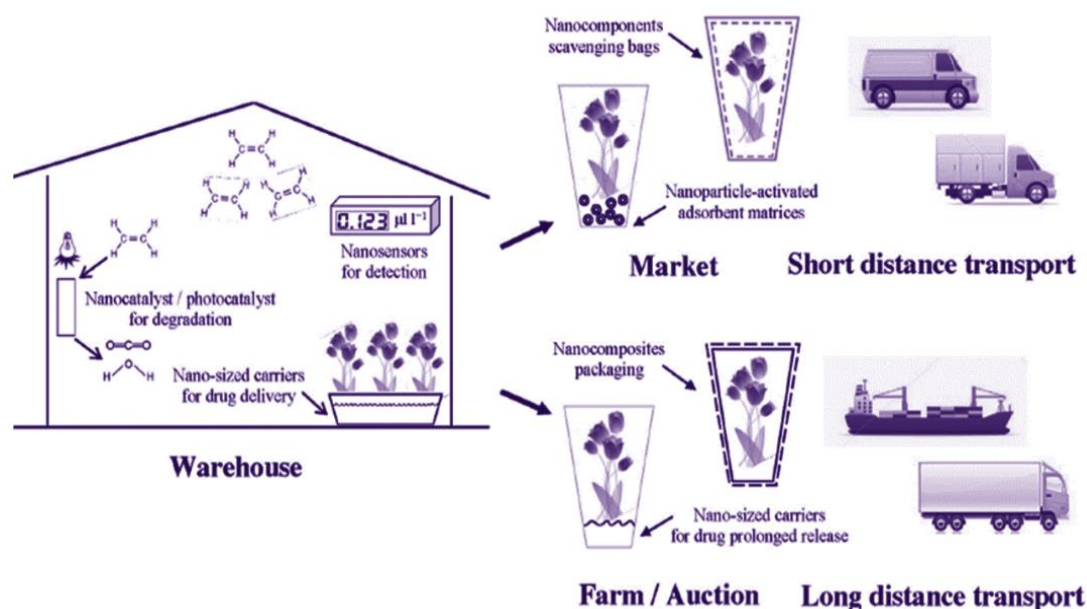 Nanocomponents
scavenging bags
Nanoparticle-activated
adsorbent matrices
Market
Short distance transport
H H
C=C
H H
H H
C=C
H H
H H
C=C
H H
0.123 µl l⁻¹
Nanosensors
for detection
H H
C=C
H H
Nanocatalyst / photocatalyst
for degradation
O=C=O
O
H H
Nano-sized carriers
for drug delivery
Warehouse
Nanocomposites
packaging
Nano-sized carriers
for drug prolonged release
Farm / Auction
Long distance transport